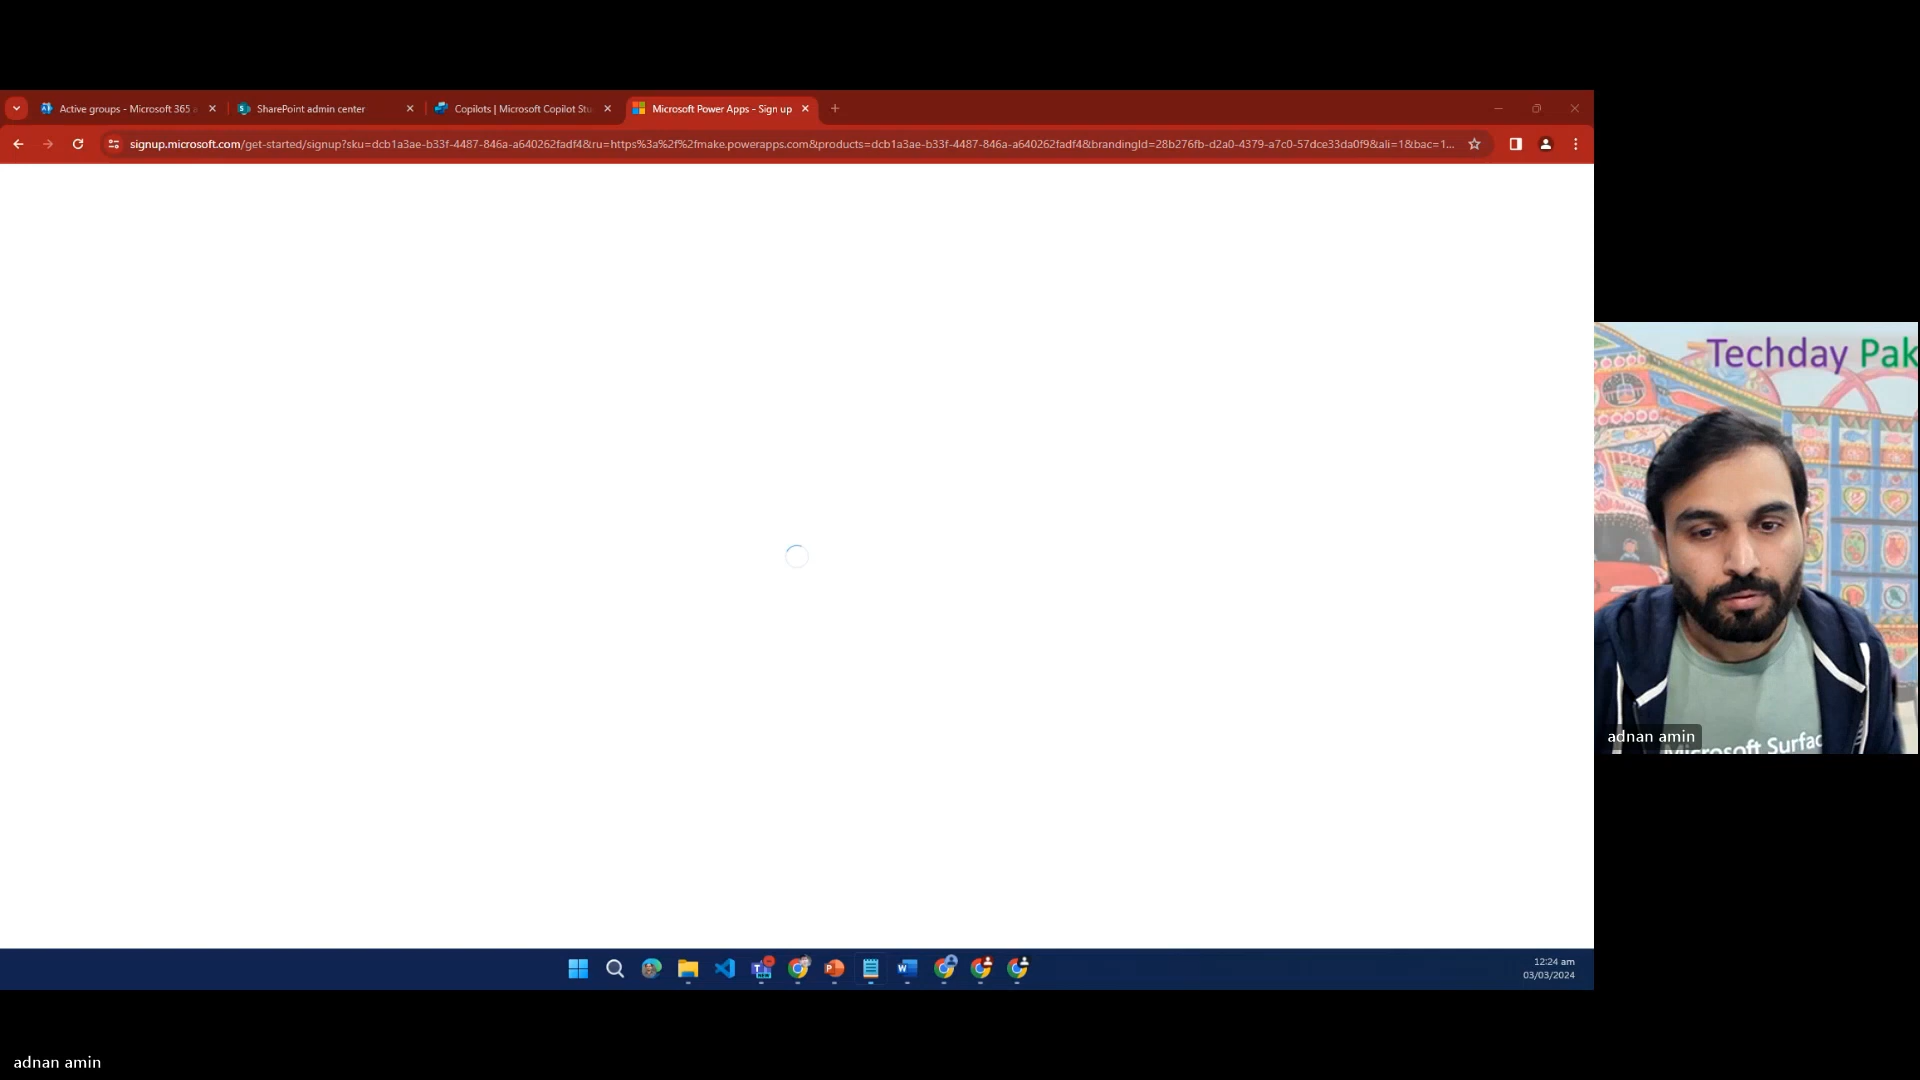 Active groups - Microsoft 365
SharePoint admin center
Copilots | Microsoft Copilot Stu
Microsoft Power Apps - Sign up
signup.microsoft.com/get-started/signup?sku=dcb1a3ae-b33f-4487-846a-a640262fadf4&ru=https%3a%2f%2fmake.powerapps.com&products=dcb1a3ae-b33f-4487-846a-a640262fadf4&brandingId=28b276fb-d2a0-4379-a7c0-57dce33da0f9&ali=1&bac=1...
Techday Pak
adnan amin
Microsoft Surfac
12:24 am
03/03/2024
adnan amin